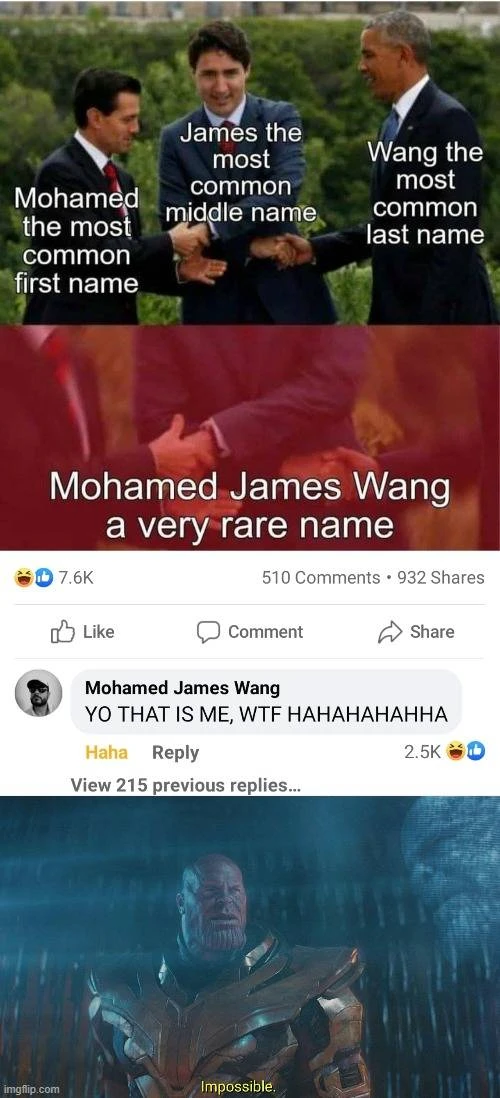 James the
most
common
middle name
Wang the
most
common
last name
Mohamed
the most
common
first name
Mohamed James Wang
a very rare name
7.6K
510 Comments • 932 Shares
Like
Comment
Share
Mohamed James Wang
YO THAT IS ME, WTF HAHAHAHAHHA
Haha
Reply
2.5K
View 215 previous replies...
Impossible.
imgflip.com